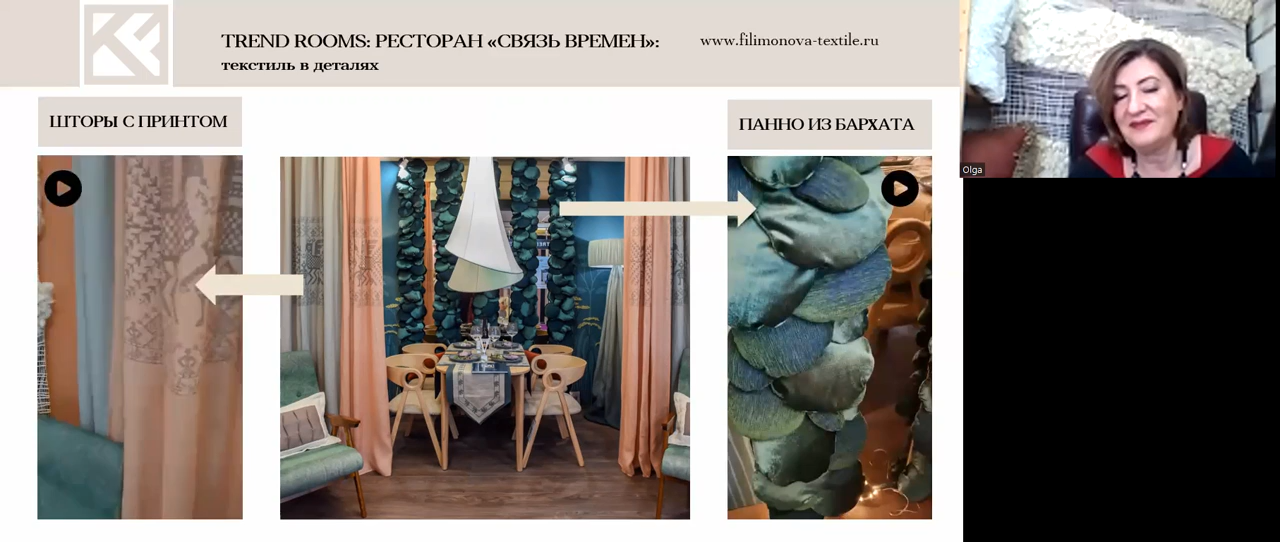 TREND ROOMS: РЕСТОРАН «СВЯЗЬ ВРЕМЕН»:
текстиль в деталях
www.filimonova-textile.ru
ШТОРЫ С ПРИНТОМ
ПАННО ИЗ БАРХАТА
Olga